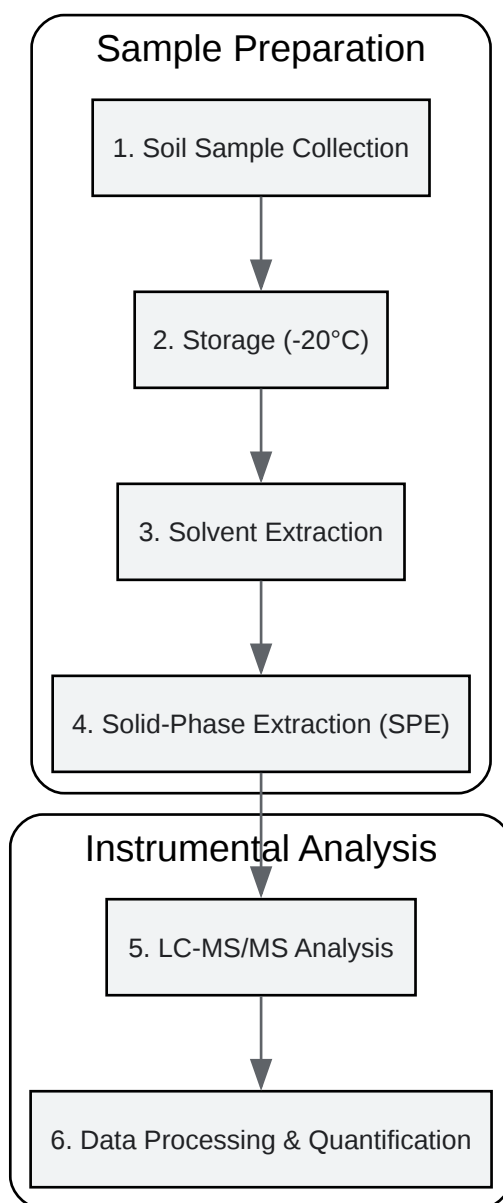 Sample Preparation
1. Soil Sample Collection
2. Storage (-20°C)
3. Solvent Extraction
4. Solid-Phase Extraction (SPE)
Instrumental Analysis
5. LC-MS/MS Analysis
6. Data Processing & Quantification